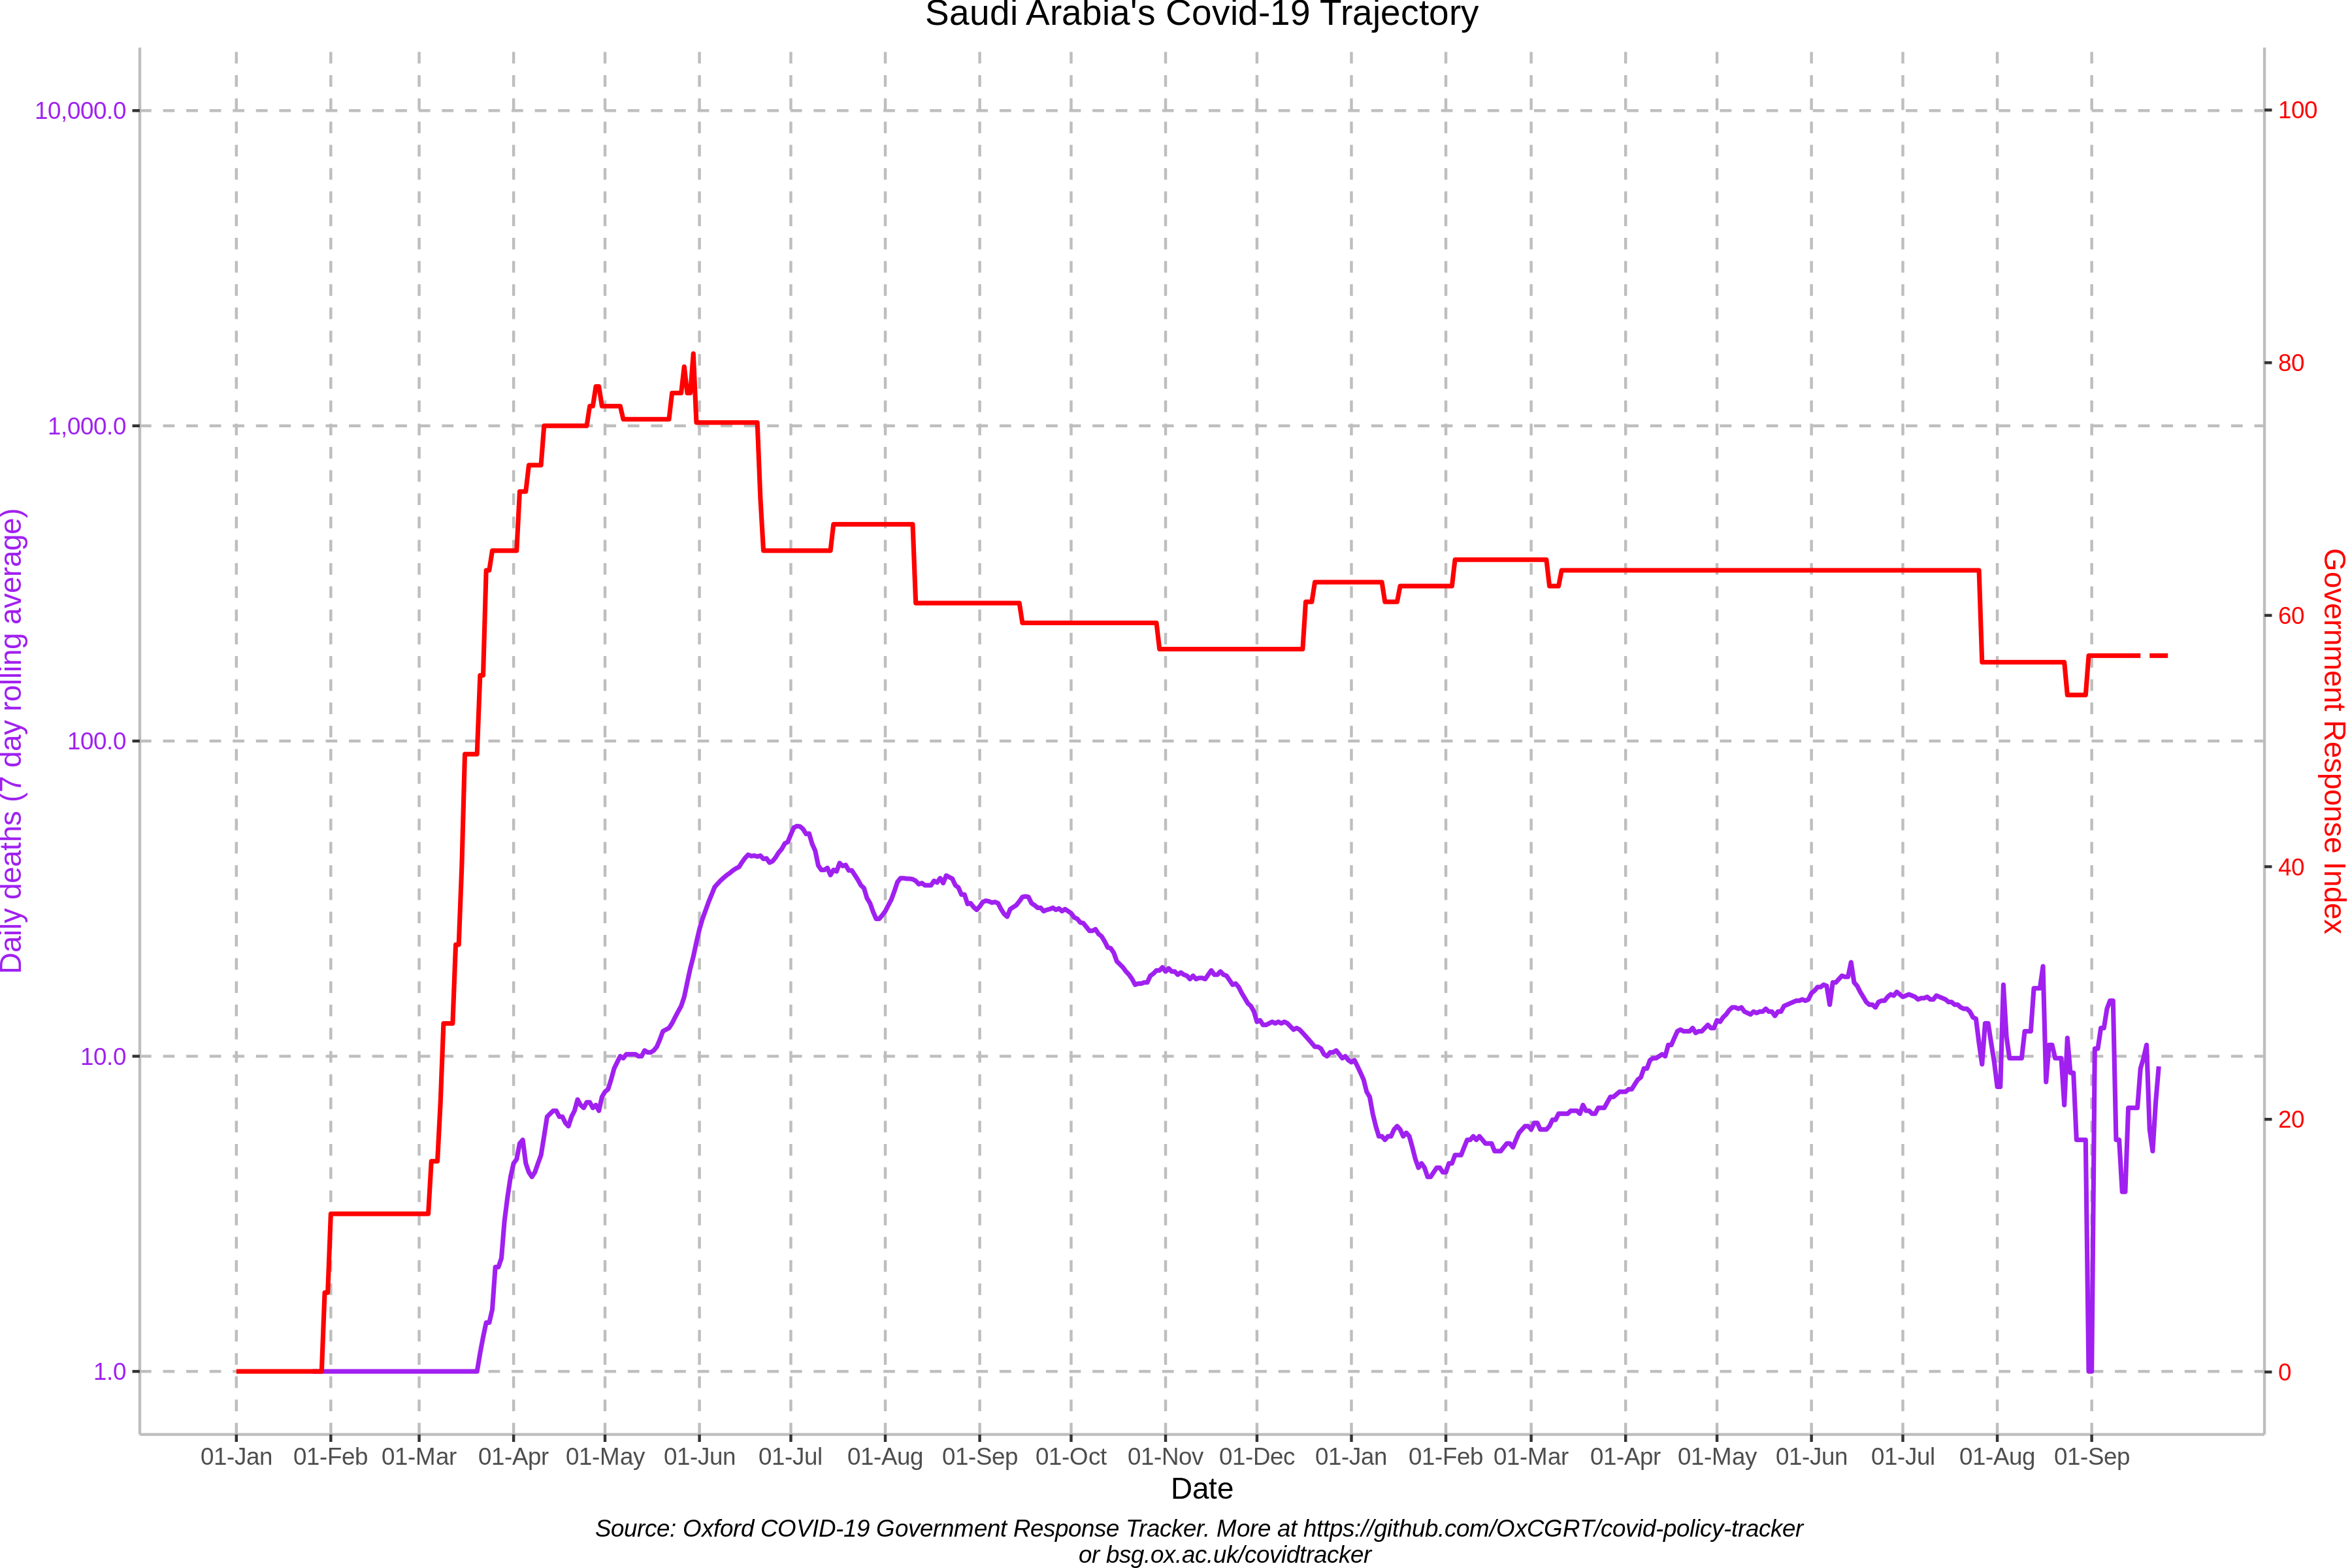 Saudi Arabia's Covid-19 Trajectory
10,000.0
1,000.0
100.0
10.0
1.0
Daily deaths (7 day rolling average)
100
80
60
40
20
0
Government Response Index
01-Jan 01-Feb 01-Mar 01-Apr 01-May 01-Jun 01-Jul 01-Aug 01-Sep 01-Oct 01-Nov 01-Dec 01-Jan 01-Feb 01-Mar 01-Apr 01-May 01-Jun 01-Jul 01-Aug 01-Sep
Date
Source: Oxford COVID-19 Government Response Tracker. More at https://github.com/OxCGRT/covid-policy-tracker
or bsg.ox.ac.uk/covidtracker